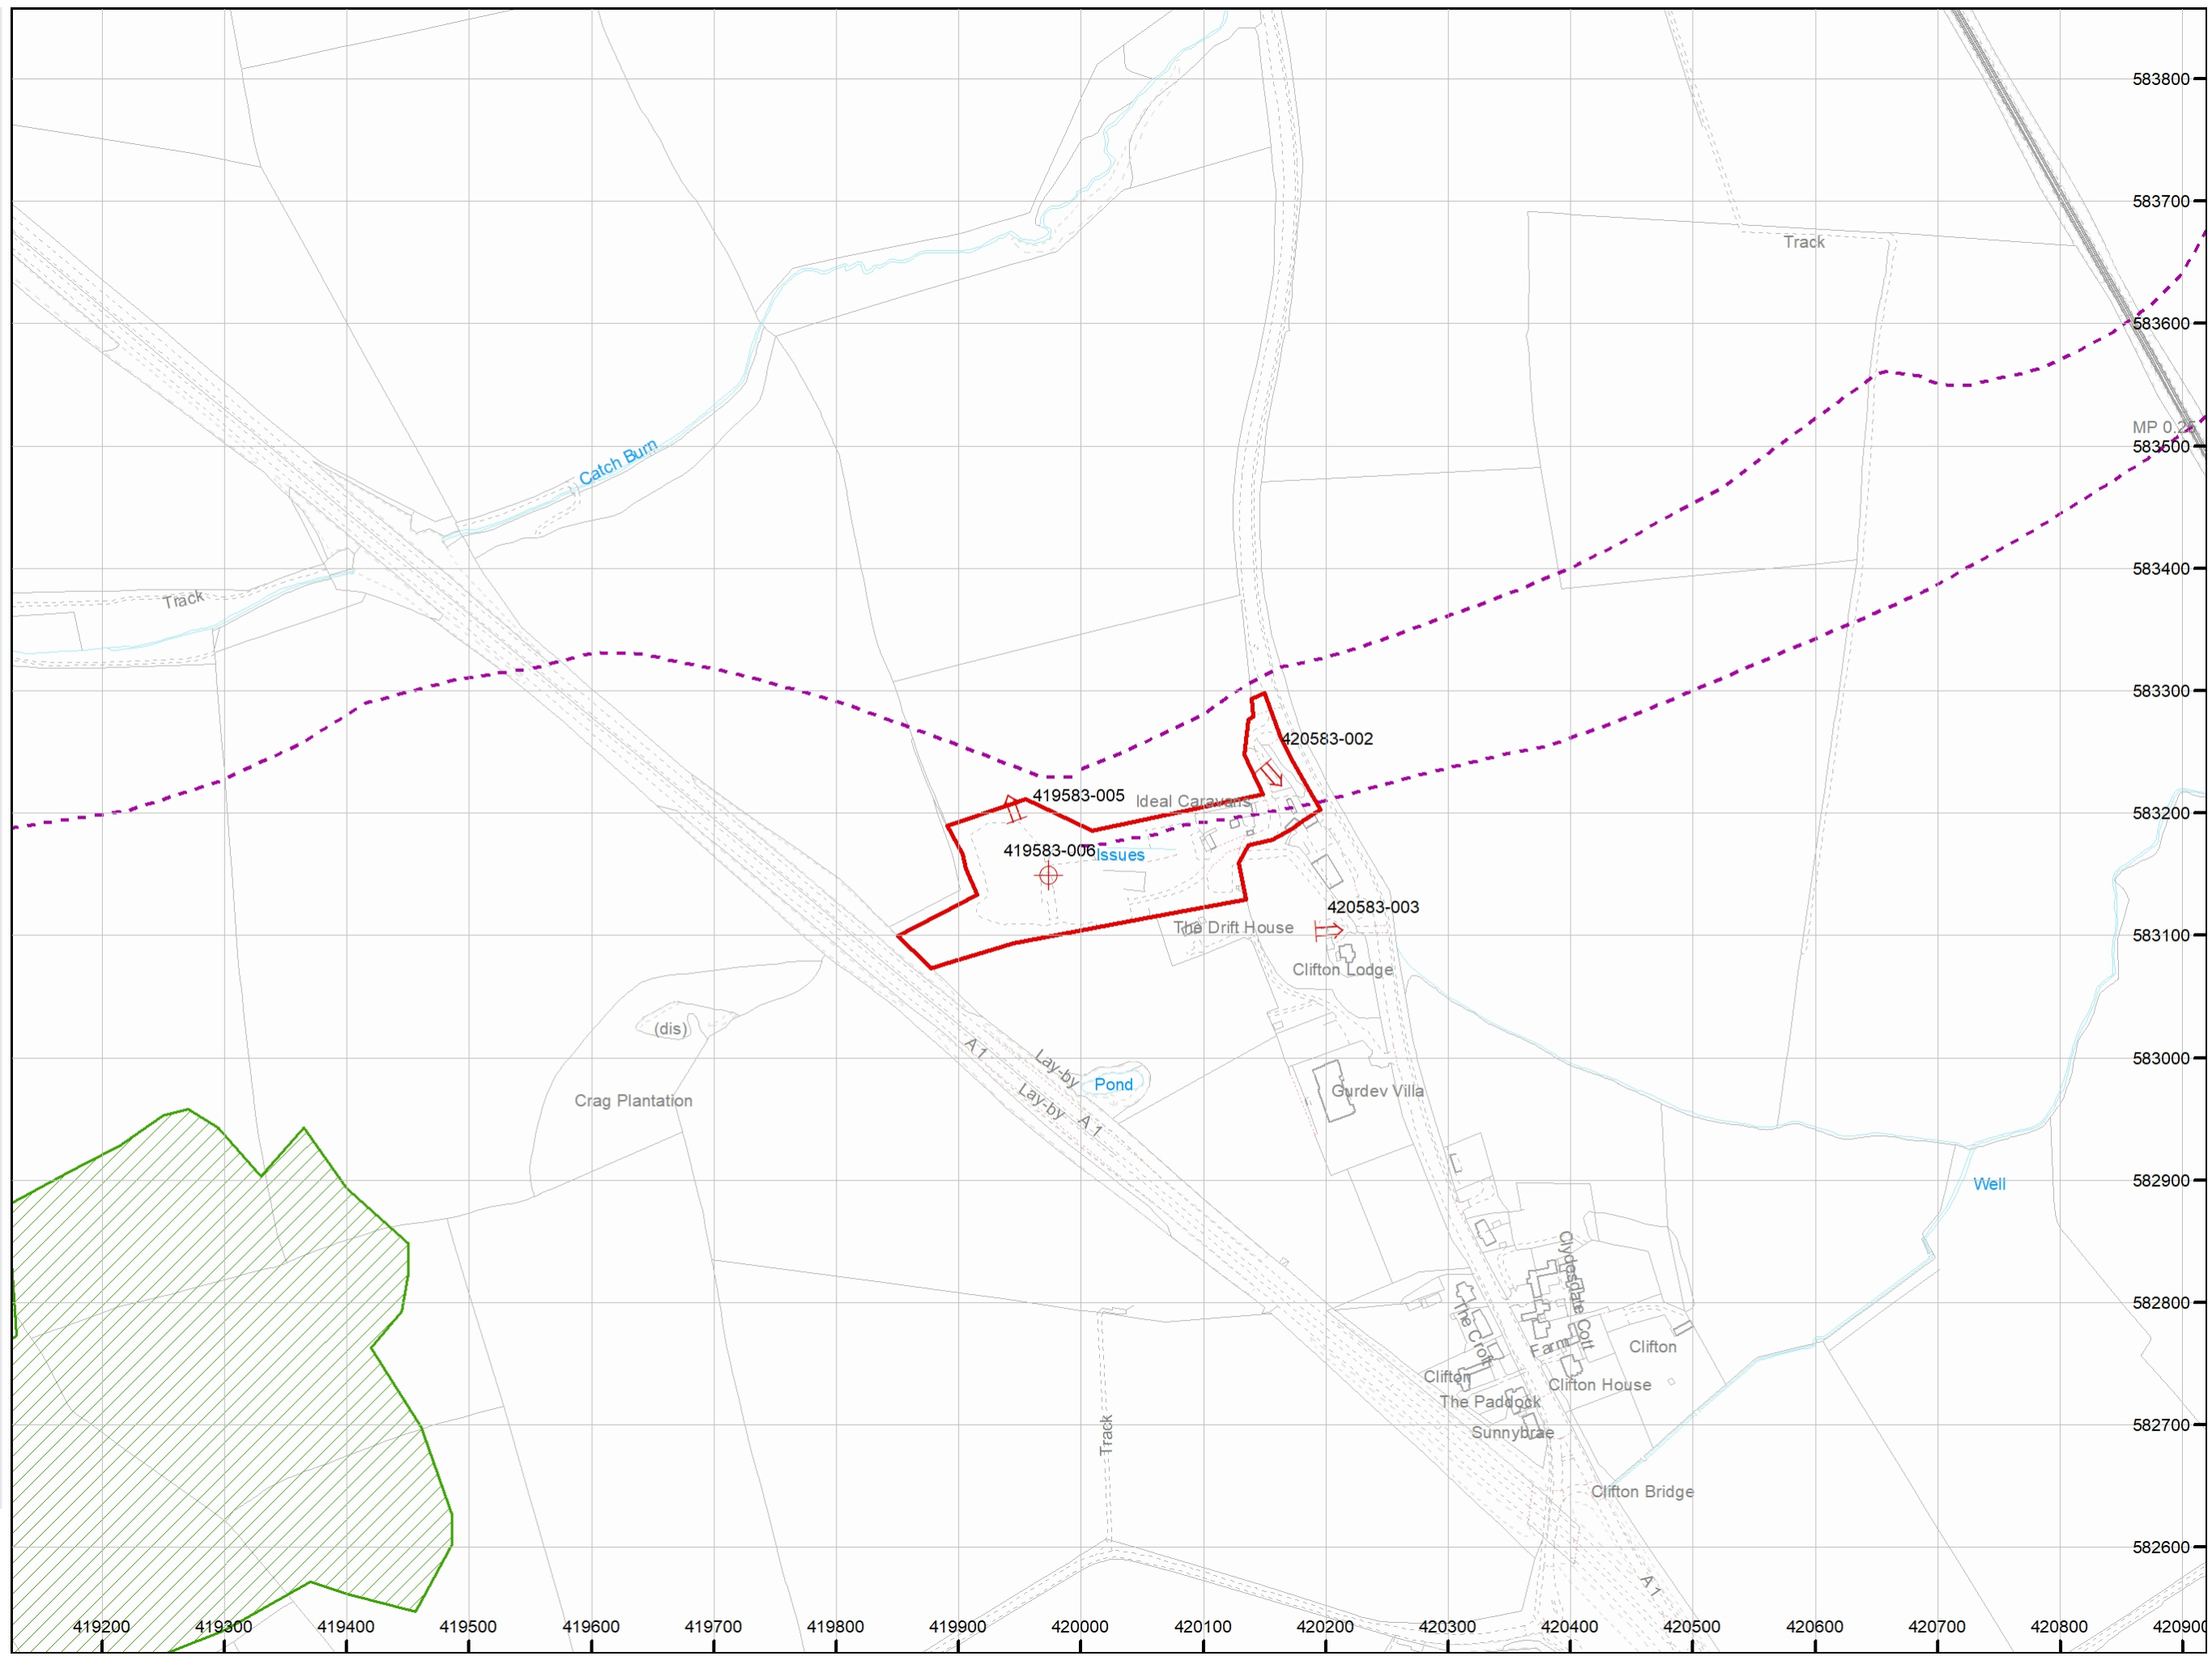 583800
583700
Track
583600
MP 0.25
583500
Catch Burn
583400
Track
583300
420583-002
419583-005
Ideal Caravans
583200
419583-006
Issues
420583-003
The Drift House
583100
Clifton Lodge
(dis)
A 1
Lay-by
583000
Pond
Gurdev Villa
Crag Plantation
Lay-by
A 1
582900
Well
Clydesdale Cott
582800
The Croft
Farm
Clifton
Clifton
Clifton House
The Paddock
582700
Sunnybrae
Track
Clifton Bridge
582600
A 1
419200 419300 419400 419500 419600 419700 419800 419900 420000 420100 420200 420300 420400 420500 420600 420700 420800 420900